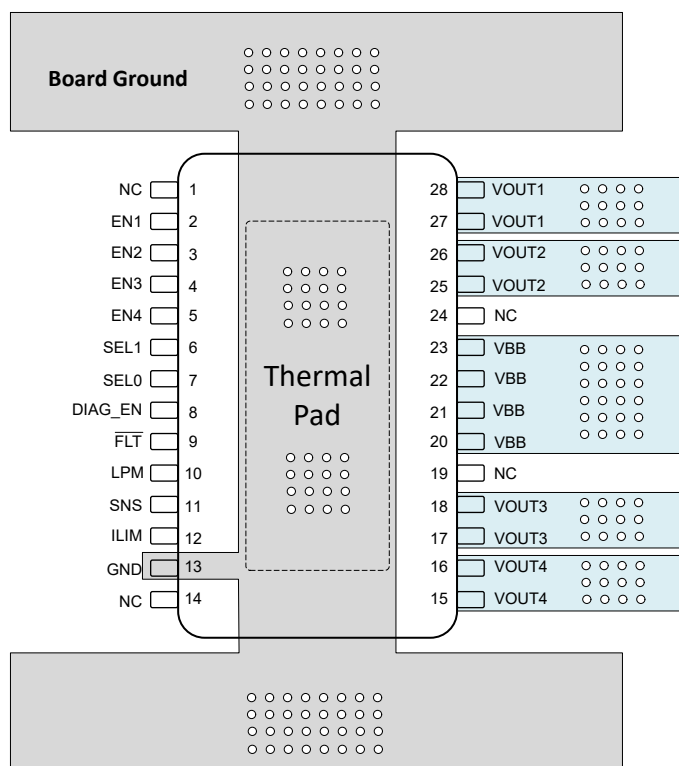 Board Ground
NC 1
EN1 2
EN2 3
EN3 4
EN4 5
SEL1 6
SEL0 7
DIAG_EN 8
FLT 9
LPM 10
SNS 11
ILIM 12
GND 13
NC 14
Thermal
Pad
28 VOUT1
27 VOUT1
26 VOUT2
25 VOUT2
24 NC
23 VBB
22 VBB
21 VBB
20 VBB
19 NC
18 VOUT3
17 VOUT3
16 VOUT4
15 VOUT4